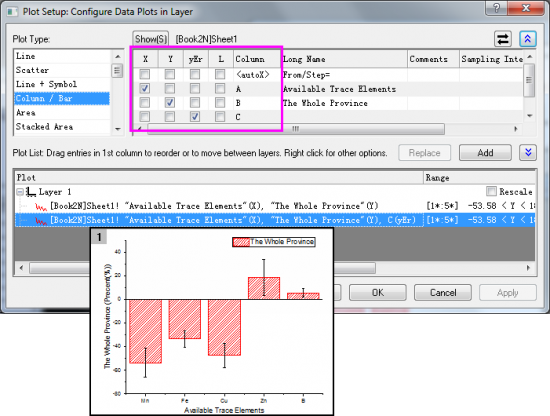 Plot Setup: Configure Data Plots in Layer
Plot Type:
Show(S) [Book2N]Sheet1
Line
Scatter
Line + Symbol
Column / Bar
Area
Stacked Area
X Y yEr L Column Long Name Comments Sampling Inte
<autoX> From/Step=
A Available Trace Elements
B The Whole Province
C
Plot List: Drag entries in 1st column to reorder or to move between layers. Right click for other options.
Replace Add
Plot Range
Layer 1 Rescale
[Book2N]Sheet1! "Available Trace Elements"(X), "The Whole Province"(Y) [1*:5*] -53.58 < Y < 18
[Book2N]Sheet1! "Available Trace Elements"(X), "The Whole Province"(Y), C(yEr) [1*:5*] -53.58 < Y < 18
OK Cancel Apply
1
The Whole Province
The Whole Province (Precent(%))
40
20
0
-20
-40
-60
-80
Mn Fe Cu Zn B
Available Trace Elements